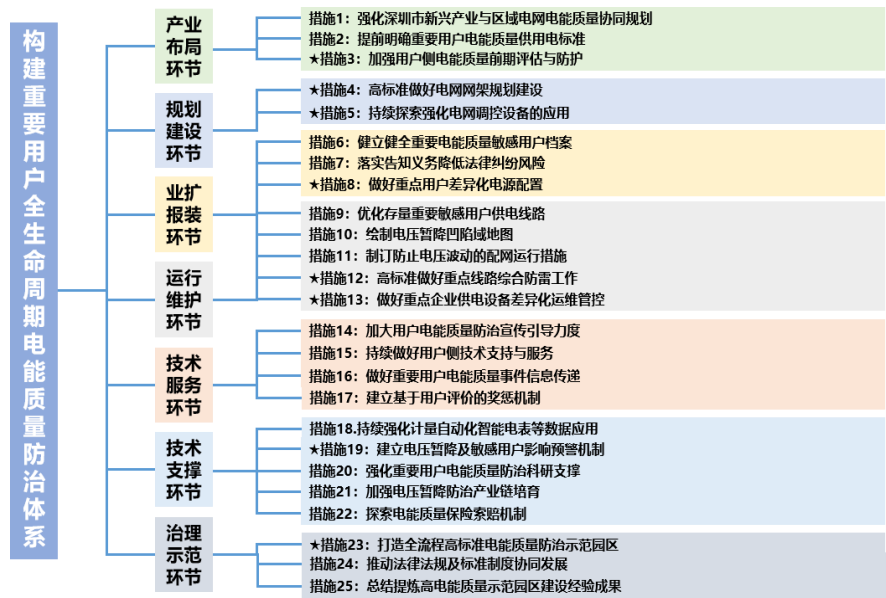 构建重要用户全生命周期电能质量防治体系
产业
布局
环节
措施1：强化深圳市新兴产业与区域电网电能质量协同规划
措施2：提前明确重要用户电能质量供用电标准
★措施3：加强用户侧电能质量前期评估与防护
规划
建设
环节
★措施4：高标准做好电网网架规划建设
★措施5：持续探索强化电网调控设备的应用
业扩
报装
环节
措施6：健立健全重要电能质量敏感用户档案
措施7：落实告知义务降低法律纠纷风险
★措施8：做好重点用户差异化电源配置
运行
维护
环节
措施9：优化存量重要敏感用户供电线路
措施10：绘制电压暂降凹陷域地图
措施11：制订防止电压波动的配网运行措施
★措施12：高标准做好重点线路综合防雷工作
★措施13：做好重点企业供电设备差异化运维管控
技术
服务
环节
措施14：加大用户电能质量防治宣传引导力度
措施15：持续做好用户侧技术支持与服务
措施16：做好重要用户电能质量事件信息传递
措施17：建立基于用户评价的奖惩机制
技术
支撑
环节
措施18.持续强化计量自动化智能电表等数据应用
★措施19：建立电压暂降及敏感用户影响预警机制
措施20：强化重要用户电能质量防治科研支撑
措施21：加强电压暂降防治产业链培育
措施22：探索电能质量保险索赔机制
治理
示范
环节
★措施23：打造全流程高标准电能质量防治示范园区
措施24：推动法律法规及标准制度协同发展
措施25：总结提炼高电能质量示范园区建设经验成果